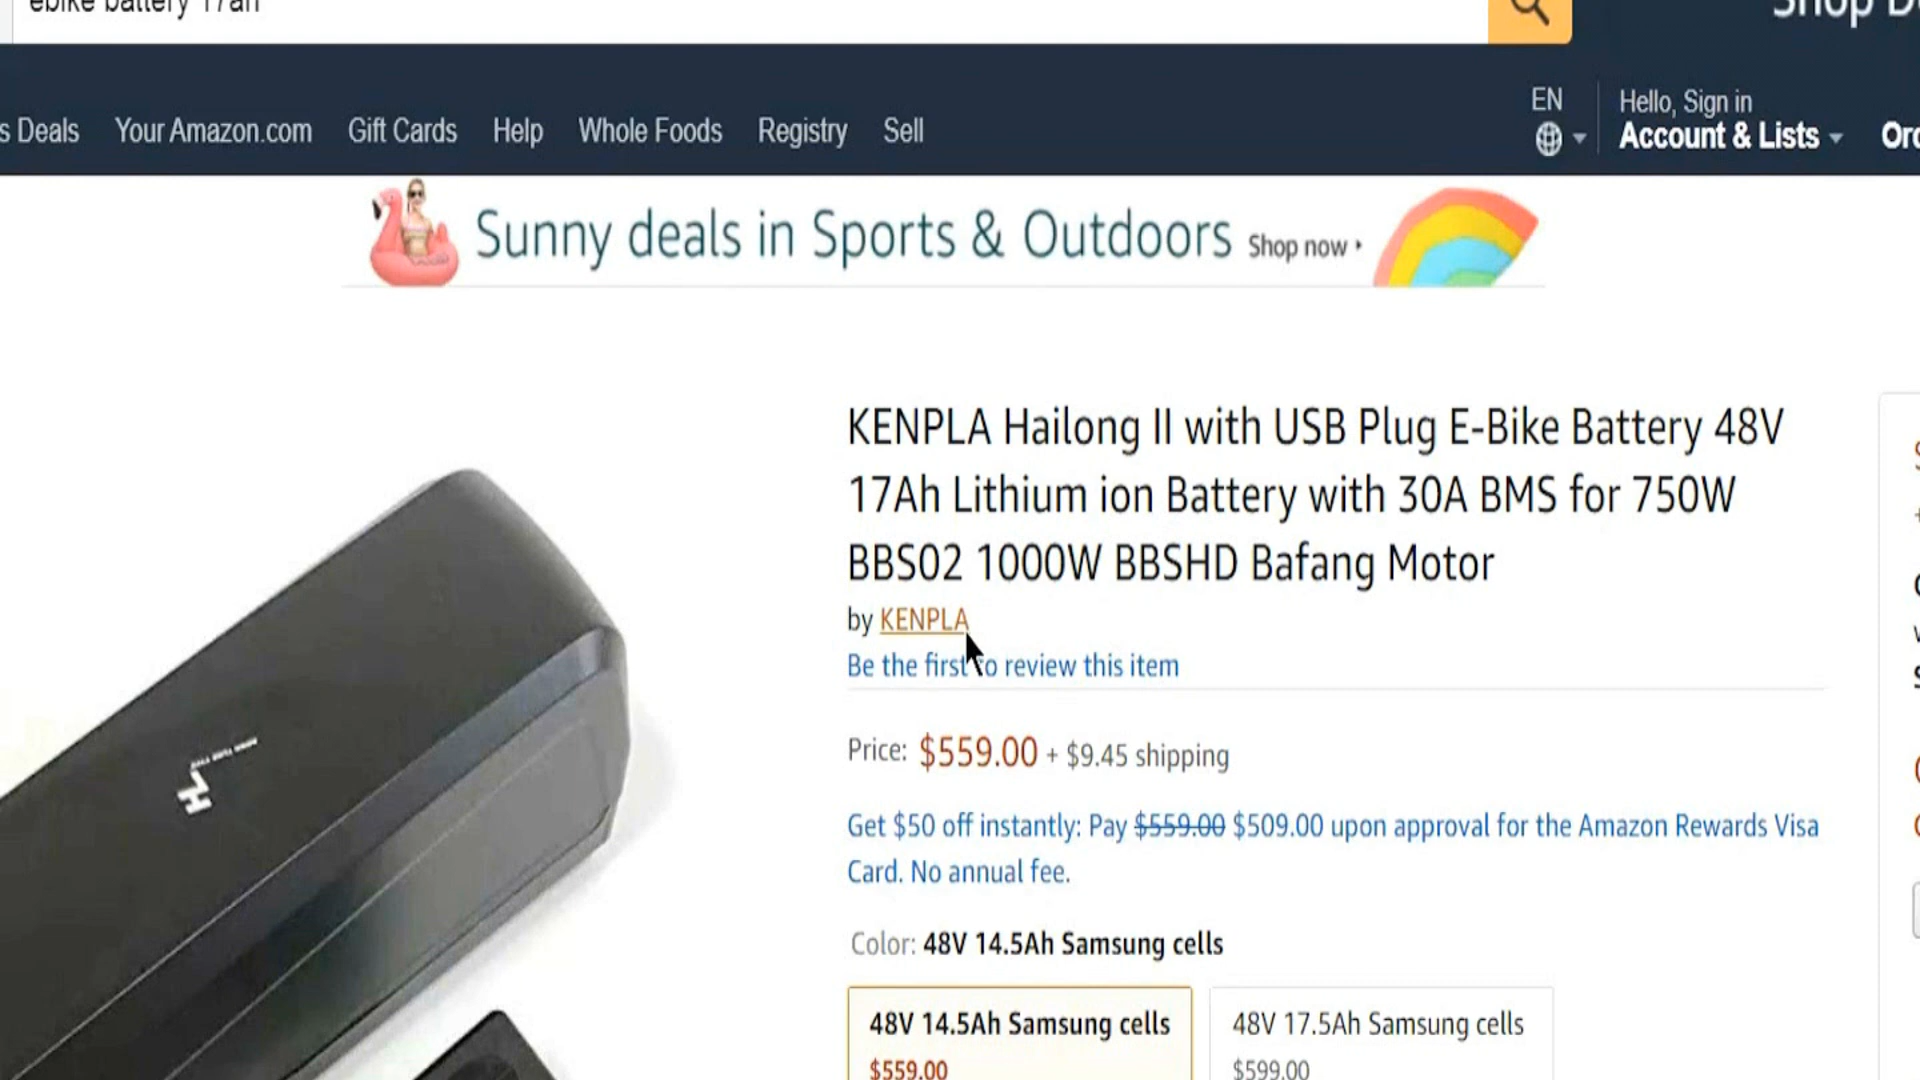 ebike battery 17ah
Shop
s Deals Your Amazon.com Gift Cards Help Whole Foods Registry Sell
EN
Hello, Sign in
Account & Lists
Sunny deals in Sports & Outdoors Shop now
KENPLA Hailong II with USB Plug E-Bike Battery 48V
17Ah Lithium ion Battery with 30A BMS for 750W
BBS02 1000W BBSHD Bafang Motor
by KENPLA
Be the first to review this item
Price: $559.00 + $9.45 shipping
Get $50 off instantly: Pay $559.00 $509.00 upon approval for the Amazon Rewards Visa
Card. No annual fee.
Color: 48V 14.5Ah Samsung cells
48V 14.5Ah Samsung cells
$559.00
48V 17.5Ah Samsung cells
$599.00